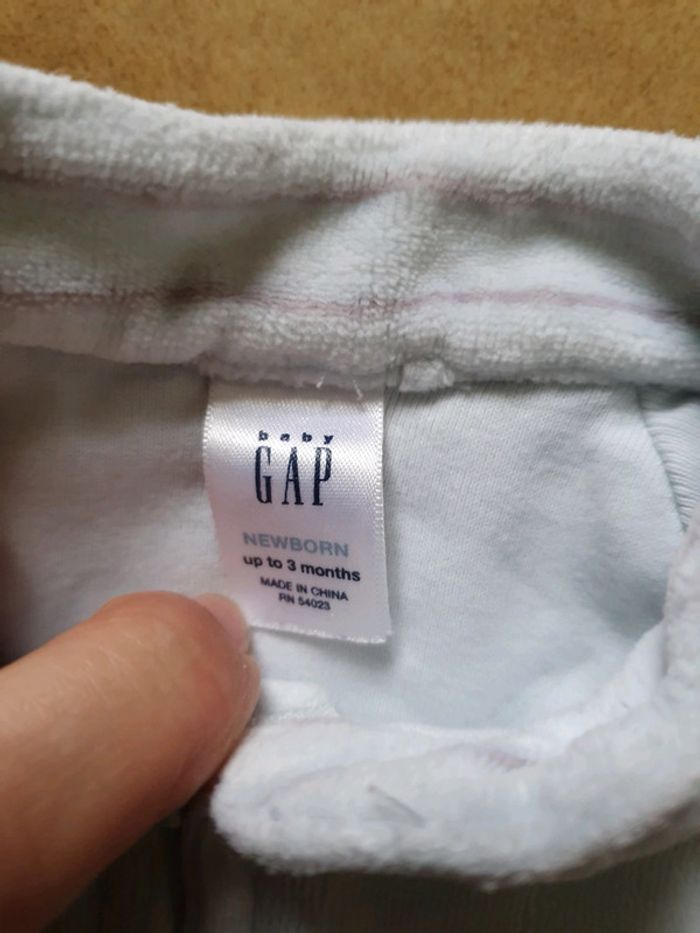 baby
GAP
NEWBORN
up to 3 months
MADE IN CHINA
RN 54023